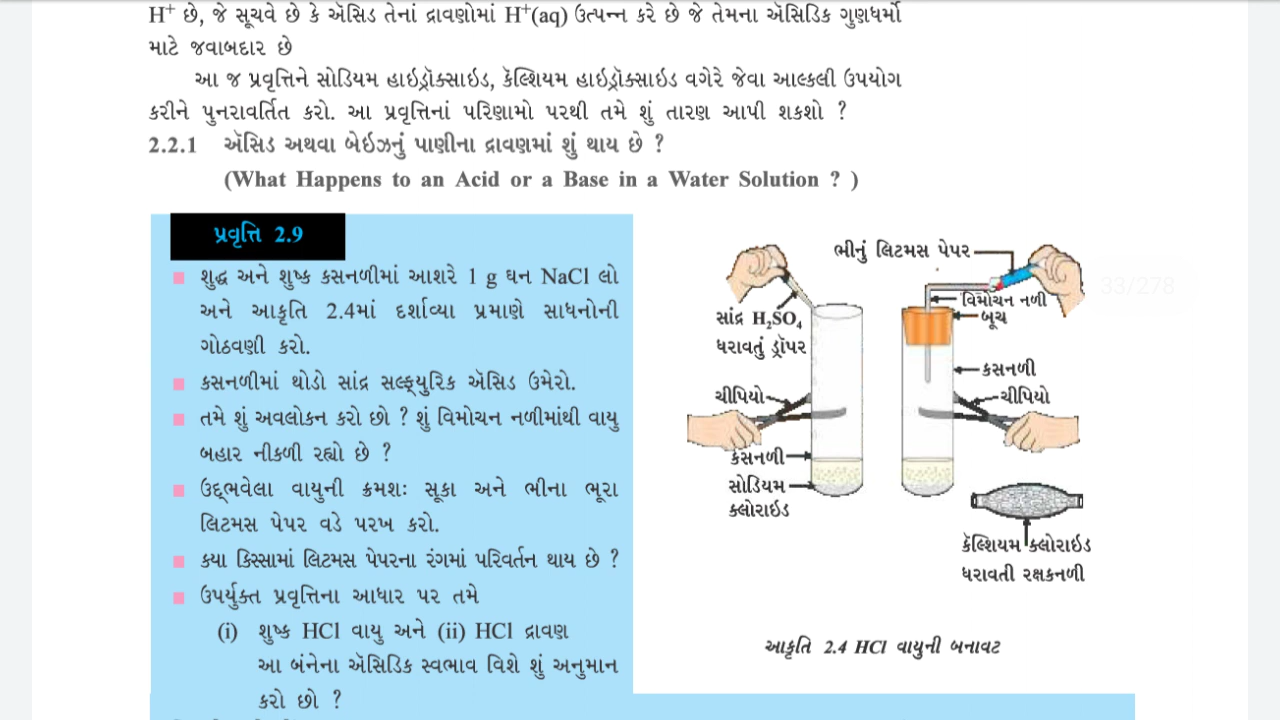 H⁺ છે, જે સૂચવે છે કે ઍસિડ તેનાં દ્રાવણોમાં H⁺(aq) ઉત્પન્ન કરે છે જે તેમના ઍસિડિક ગુણધર્મો
માટે જવાબદાર છે
આ જ પ્રવૃત્તિને સોડિયમ હાઇડ્રૉક્સાઇડ, કૅલ્શિયમ હાઇડ્રૉક્સાઇડ વગેરે જેવા આલ્કલી ઉપયોગ
કરીને પુનરાવર્તિત કરો. આ પ્રવૃત્તિનાં પરિણામો પરથી તમે શું તારણ આપી શકશો ?
2.2.1 ઍસિડ અથવા બેઇઝનું પાણીના દ્રાવણમાં શું થાય છે ?
(What Happens to an Acid or a Base in a Water Solution ? )
પ્રવૃત્તિ 2.9
શુદ્ધ અને શુષ્ક કસનળીમાં આશરે 1 g ઘન NaCl લો
અને આકૃતિ 2.4માં દર્શાવ્યા પ્રમાણે સાધનોની
ગોઠવણી કરો.
કસનળીમાં થોડો સાંદ્ર સલ્ફ્યુરિક ઍસિડ ઉમેરો.
તમે શું અવલોકન કરો છો ? શું વિમોચન નળીમાંથી વાયુ
બહાર નીકળી રહ્યો છે ?
ઉદ્ભવેલા વાયુની ક્રમશઃ સૂકા અને ભીના ભૂરા
લિટમસ પેપર વડે પરખ કરો.
ક્યા કિસ્સામાં લિટમસ પેપરના રંગમાં પરિવર્તન થાય છે ?
ઉપર્યુક્ત પ્રવૃત્તિના આધાર પર તમે
(i) શુષ્ક HCl વાયુ અને (ii) HCl દ્રાવણ
આ બંનેના ઍસિડિક સ્વભાવ વિશે શું અનુમાન
કરો છો ?
ભીનું લિટમસ પેપર
33/278
વિમોચન નળી
બૂચ
સાંદ્ર H₂SO₄
ધરાવતું ડ્રૉપર
કસનળી
ચીપિયો
ચીપિયો
કસનળી
સોડિયમ
ક્લોરાઇડ
કૅલ્શિયમ ક્લોરાઇડ
ધરાવતી રક્ષકનળી
આકૃતિ 2.4 HCl વાયુની બનાવટ